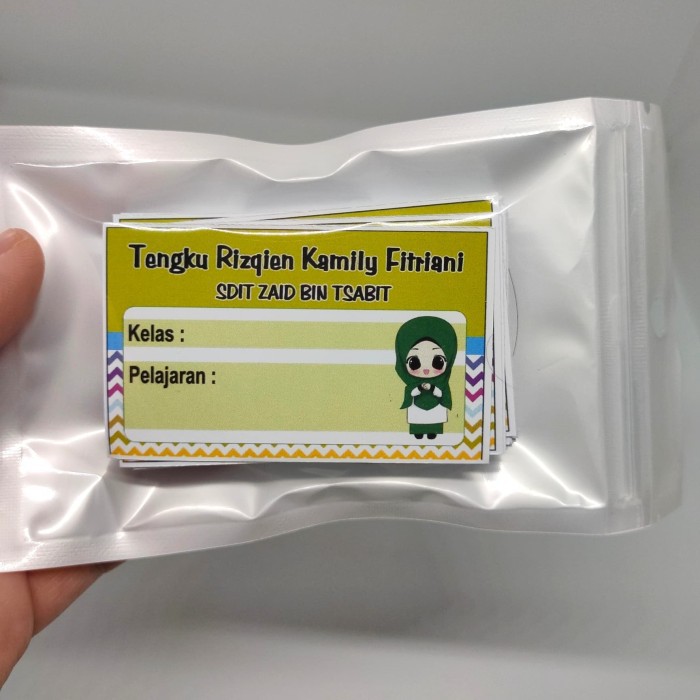 Tengku Rizqien Kamily Fitriani
SDIT ZAID BIN TSABIT
Kelas :
Pelajaran :